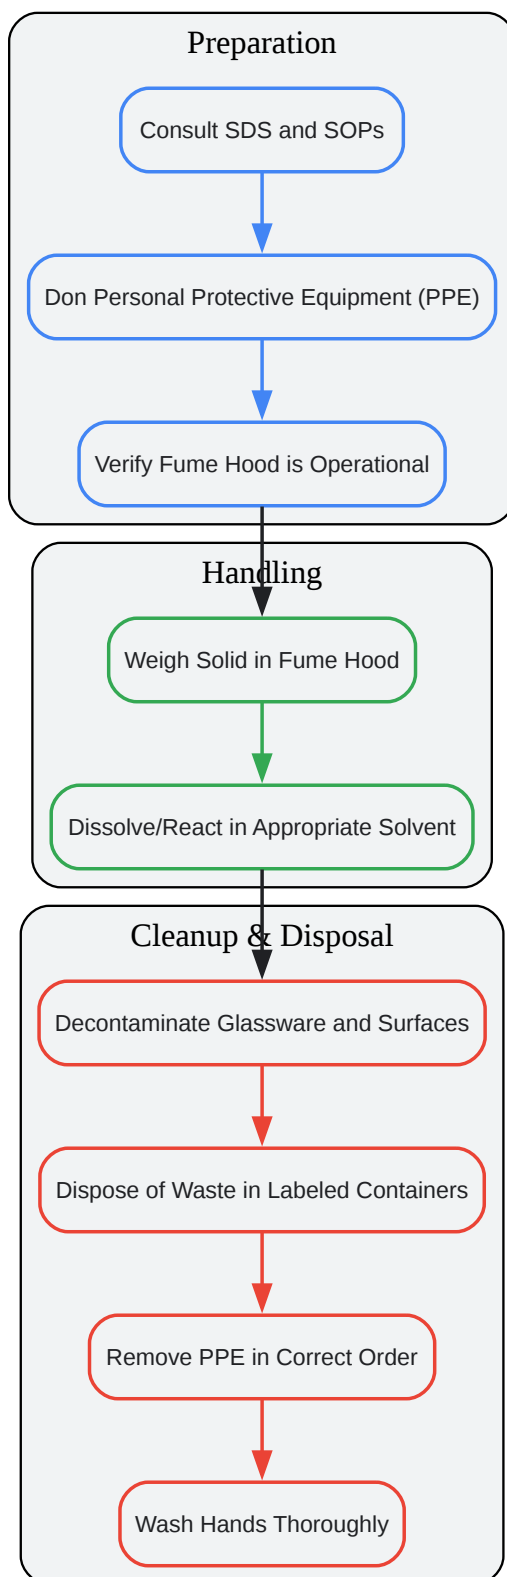 Preparation
Consult SDS and SOPs
Don Personal Protective Equipment (PPE)
Verify Fume Hood is Operational
Handling
Weigh Solid in Fume Hood
Dissolve/React in Appropriate Solvent
Cleanup & Disposal
Decontaminate Glassware and Surfaces
Dispose of Waste in Labeled Containers
Remove PPE in Correct Order
Wash Hands Thoroughly